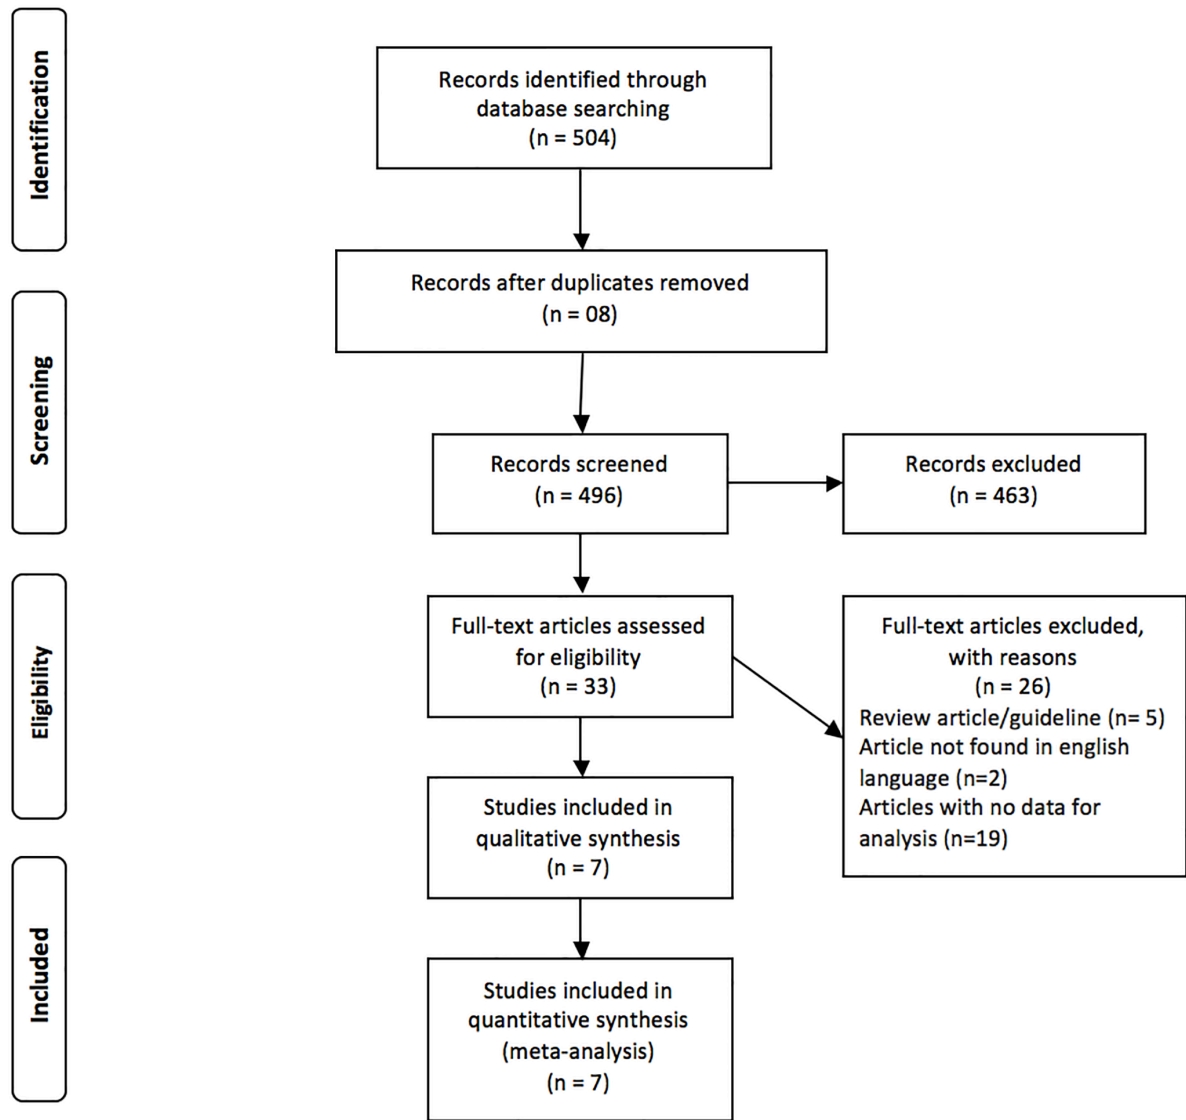 Identification
Records identified through
database searching
(n = 504)
Records after duplicates removed
(n = 08)
Screening
Records screened
(n = 496)
Records excluded
(n = 463)
Eligibility
Full-text articles assessed
for eligibility
(n = 33)
Full-text articles excluded,
with reasons
(n = 26)
Review article/guideline (n= 5)
Article not found in english
language (n=2)
Articles with no data for
analysis (n=19)
Studies included in
qualitative synthesis
(n = 7)
Included
Studies included in
quantitative synthesis
(meta-analysis)
(n = 7)